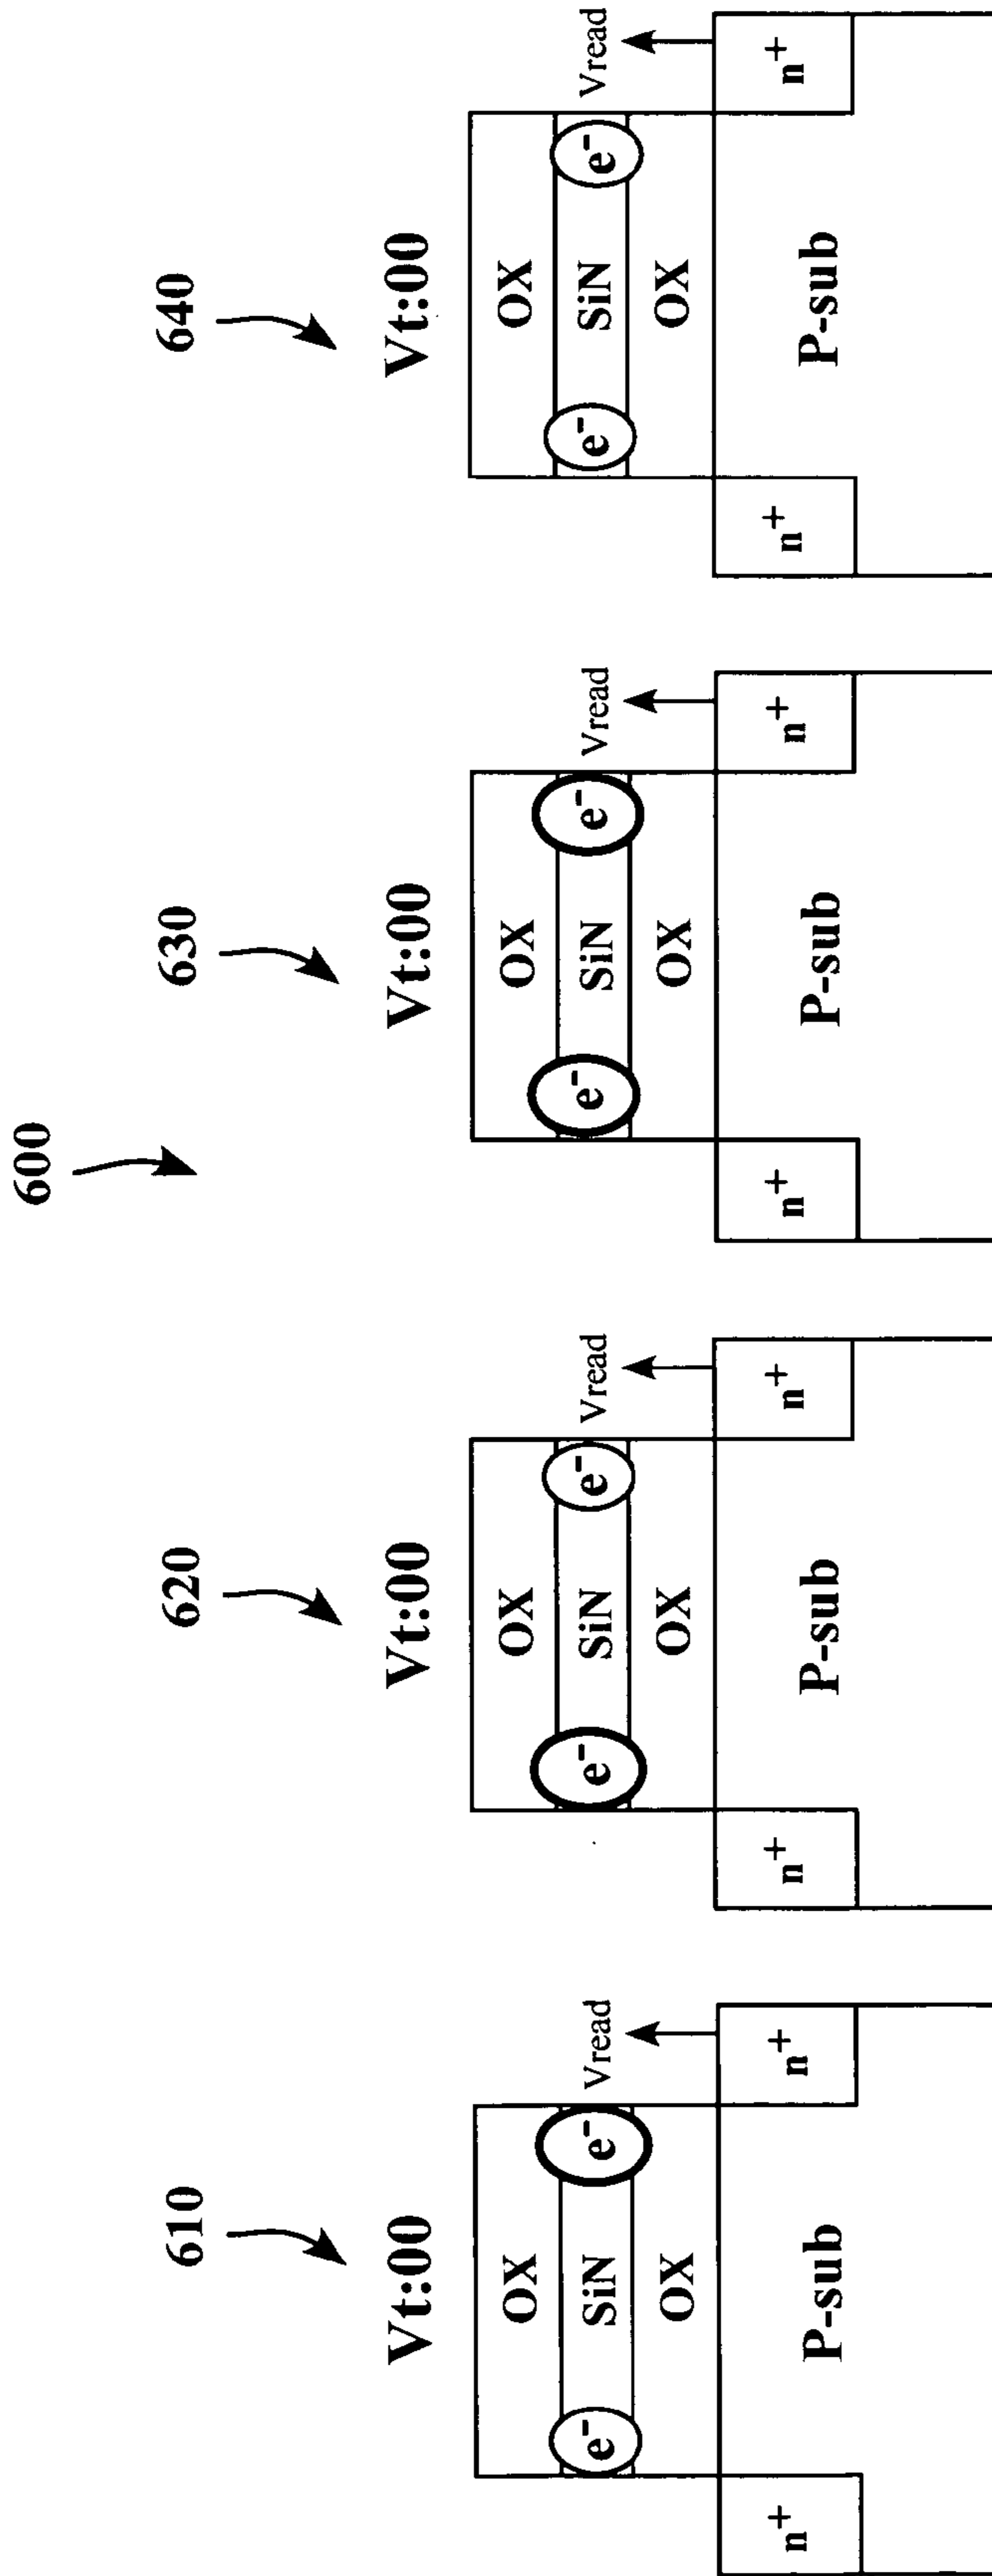 600
610
Vt:00
OX
e⁻ SiN e⁻ Vread
OX
n⁺ n⁺
P-sub
620
Vt:00
OX
e⁻ SiN e⁻ Vread
OX
n⁺ n⁺
P-sub
630
Vt:00
OX
e⁻ SiN e⁻ Vread
OX
n⁺ n⁺
P-sub
640
Vt:00
OX
e⁻ SiN e⁻ Vread
OX
n⁺ n⁺
P-sub